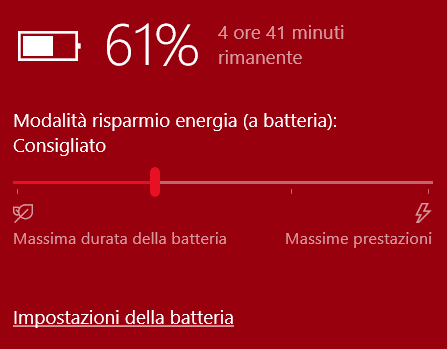 61%
4 ore 41 minuti
rimanente
Modalità risparmio energia (a batteria):
Consigliato
Massima durata della batteria
Massime prestazioni
Impostazioni della batteria